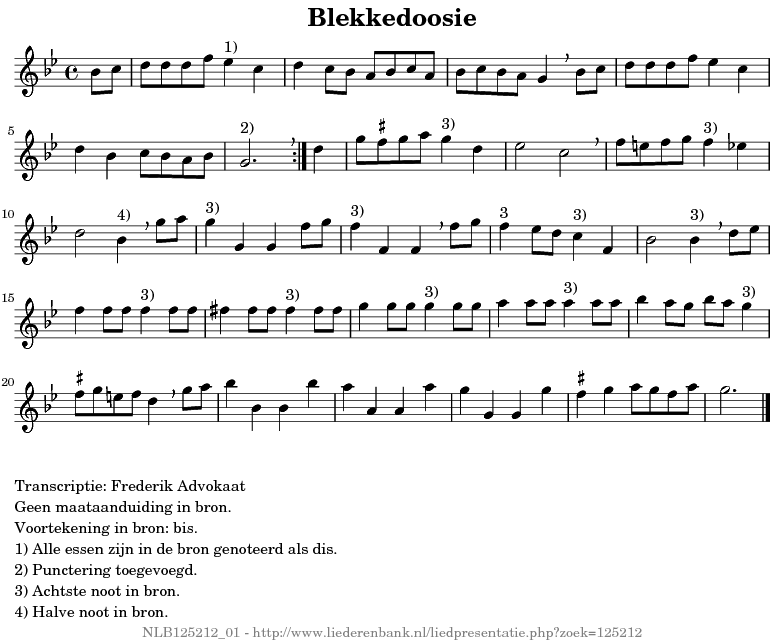 Blekkedoosie
1)
5
2)
3)
3)
10
4)
3)
3)
3
3)
3)
15
3)
3)
3)
3)
3)
20
Transcriptie: Frederik Advokaat
Geen maataanduiding in bron.
Voortekening in bron: bis.
1) Alle essen zijn in de bron genoteerd als dis.
2) Punctering toegevoegd.
3) Achtste noot in bron.
4) Halve noot in bron.
NLB125212_01 - http://www.liederenbank.nl/liedpresentatie.php?zoek=125212